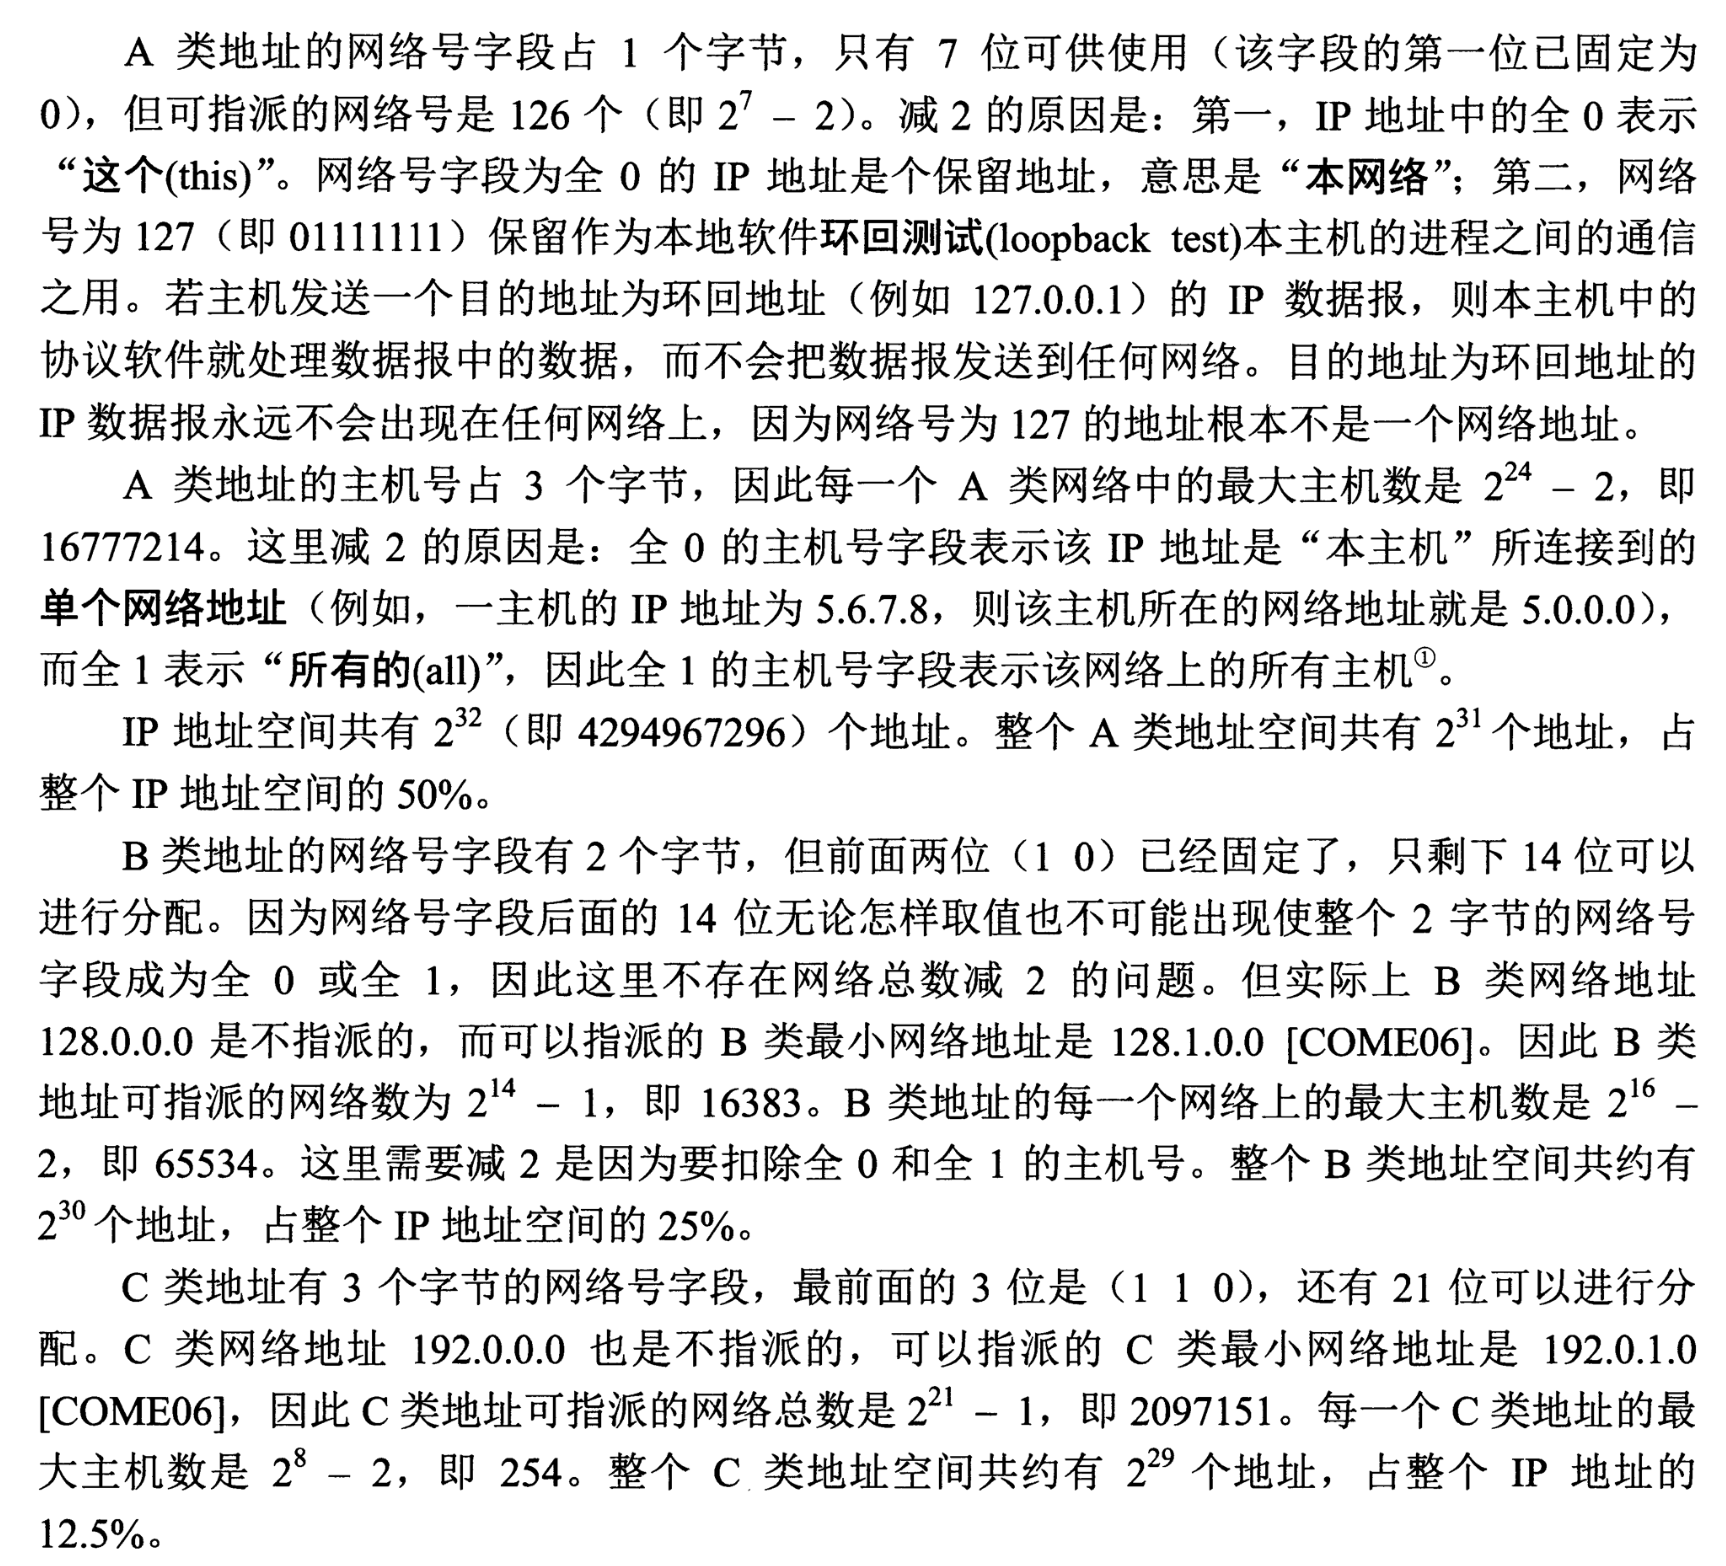 A 类地址的网络号字段占 1 个字节，只有 7 位可供使用（该字段的第一位已固定为
0），但可指派的网络号是 126 个（即 2⁷ – 2）。减 2 的原因是：第一，IP 地址中的全 0 表示
“这个(this)”。网络号字段为全 0 的 IP 地址是个保留地址，意思是“本网络”；第二，网络
号为 127（即 01111111）保留作为本地软件环回测试(loopback test)本主机的进程之间的通信
之用。若主机发送一个目的地址为环回地址（例如 127.0.0.1）的 IP 数据报，则本主机中的
协议软件就处理数据报中的数据，而不会把数据报发送到任何网络。目的地址为环回地址的
IP 数据报永远不会出现在任何网络上，因为网络号为 127 的地址根本不是一个网络地址。
A 类地址的主机号占 3 个字节，因此每一个 A 类网络中的最大主机数是 2²⁴ – 2，即
16777214。这里减 2 的原因是：全 0 的主机号字段表示该 IP 地址是“本主机”所连接到的
单个网络地址（例如，一主机的 IP 地址为 5.6.7.8，则该主机所在的网络地址就是 5.0.0.0），
而全 1 表示“所有的(all)”，因此全 1 的主机号字段表示该网络上的所有主机①。
IP 地址空间共有 2³²（即 4294967296）个地址。整个 A 类地址空间共有 2³¹ 个地址，占
整个 IP 地址空间的 50%。
B 类地址的网络号字段有 2 个字节，但前面两位（1 0）已经固定了，只剩下 14 位可以
进行分配。因为网络号字段后面的 14 位无论怎样取值也不可能出现使整个 2 字节的网络号
字段成为全 0 或全 1，因此这里不存在网络总数减 2 的问题。但实际上 B 类网络地址
128.0.0.0 是不指派的，而可以指派的 B 类最小网络地址是 128.1.0.0 [COME06]。因此 B 类
地址可指派的网络数为 2¹⁴ – 1，即 16383。B 类地址的每一个网络上的最大主机数是 2¹⁶ –
2，即 65534。这里需要减 2 是因为要扣除全 0 和全 1 的主机号。整个 B 类地址空间共约有
2³⁰ 个地址，占整个 IP 地址空间的 25%。
C 类地址有 3 个字节的网络号字段，最前面的 3 位是（1 1 0），还有 21 位可以进行分
配。C 类网络地址 192.0.0.0 也是不指派的，可以指派的 C 类最小网络地址是 192.0.1.0
[COME06]，因此 C 类地址可指派的网络总数是 2²¹ – 1，即 2097151。每一个 C 类地址的最
大主机数是 2⁸ – 2，即 254。整个 C 类地址空间共约有 2²⁹ 个地址，占整个 IP 地址的
12.5%。